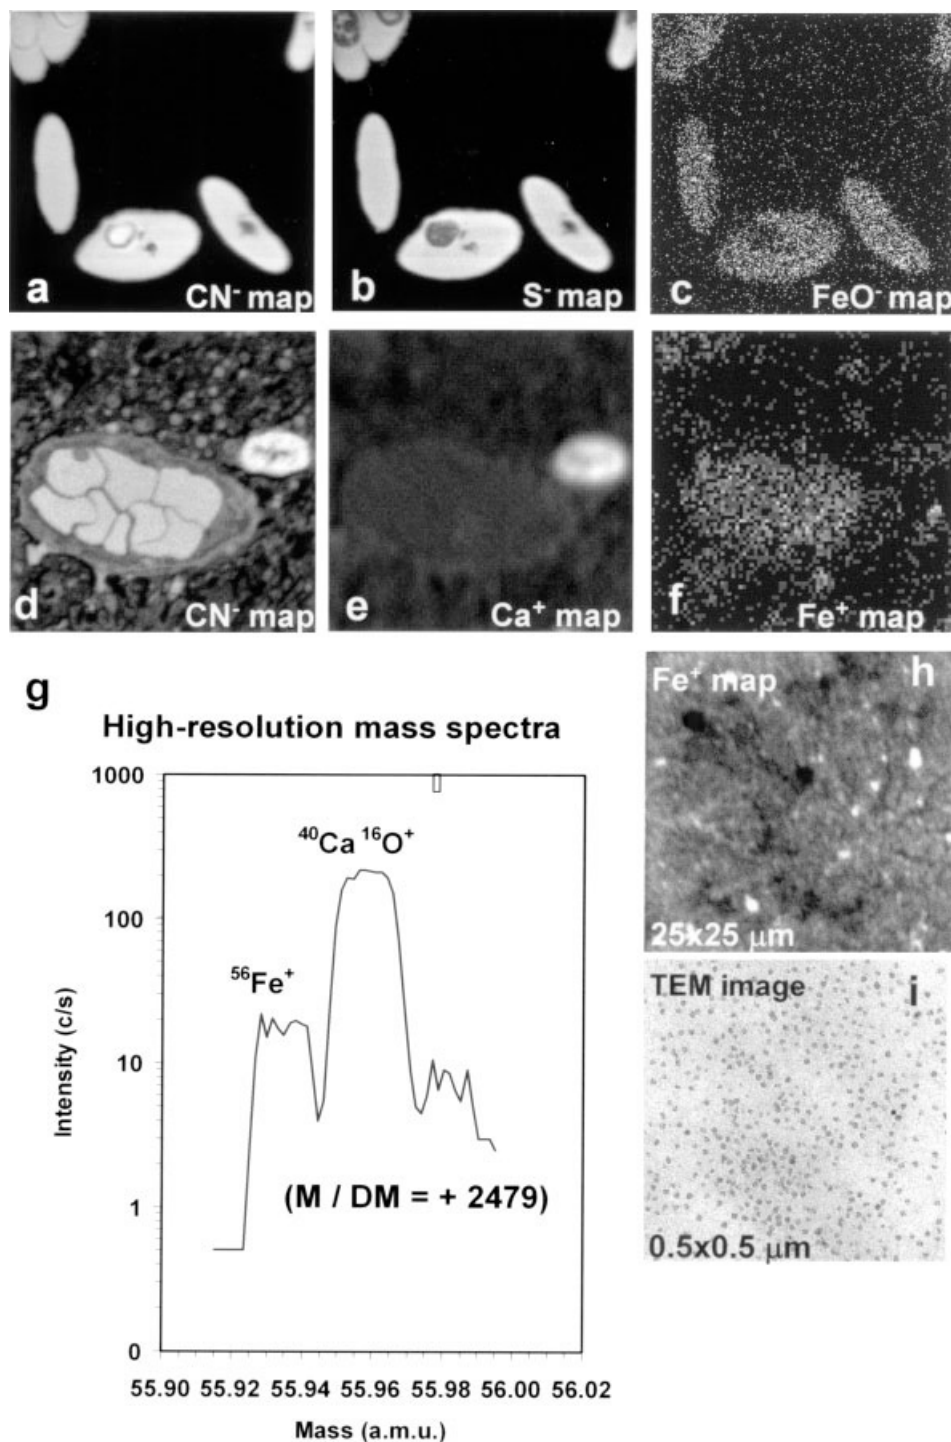 a
CN⁻ map
b
S⁻ map
c
FeO⁻ map
d
CN⁻ map
e
Ca⁺ map
f
Fe⁺ map
g
High-resolution mass spectra
1000
100
10
1
0
Intensity (c/s)
⁵⁶Fe⁺
⁴⁰Ca ¹⁶O⁺
(M / DM = + 2479)
55.90 55.92 55.94 55.96 55.98 56.00 56.02
Mass (a.m.u.)
Fe⁺ map
h
25x25 µm
TEM image
i
0.5x0.5 µm